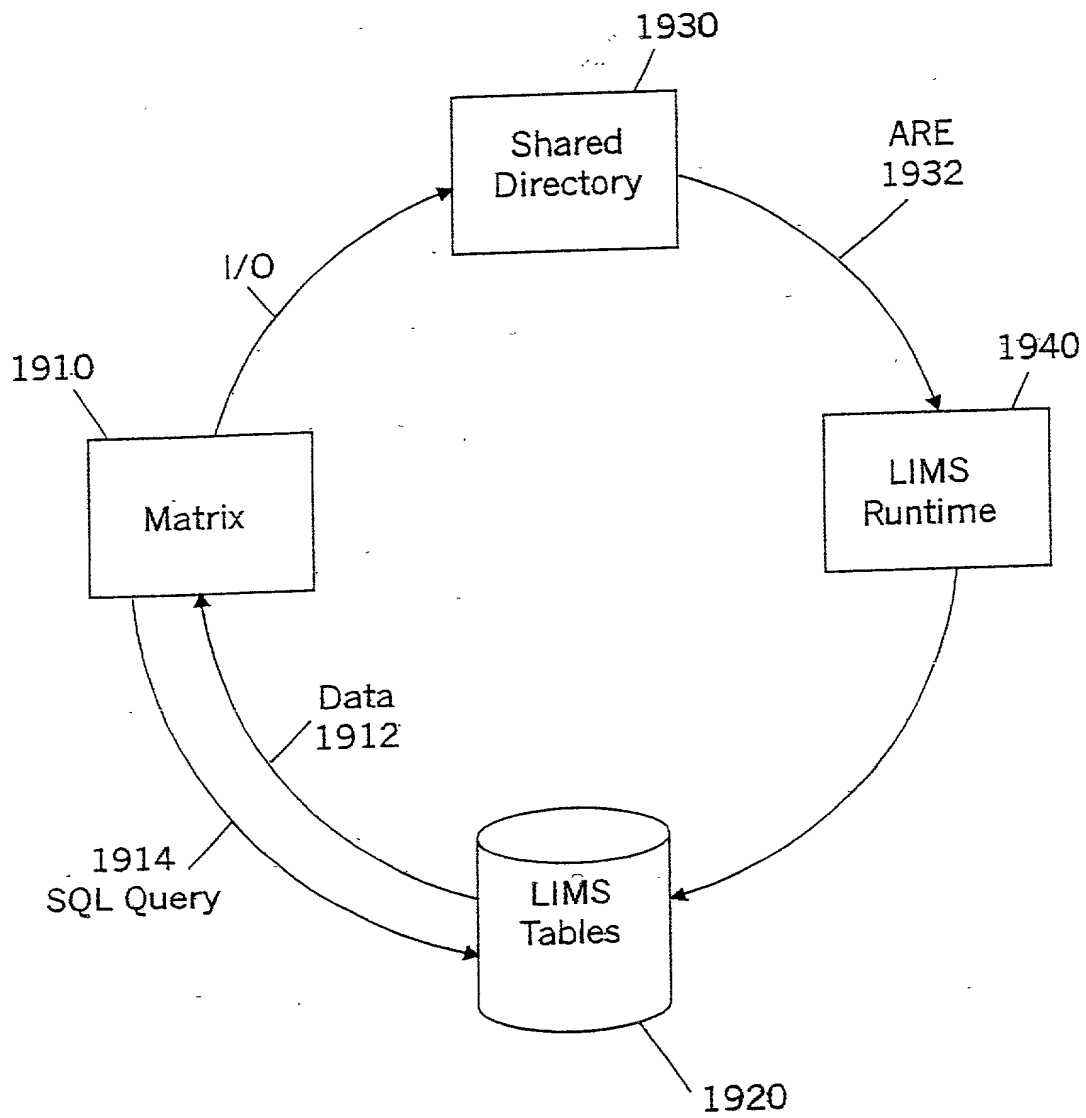 1930
Shared
Directory
ARE
1932
I/O
1910
1940
Matrix
LIMS
Runtime
Data
1912
1914
SQL Query
LIMS
Tables
1920